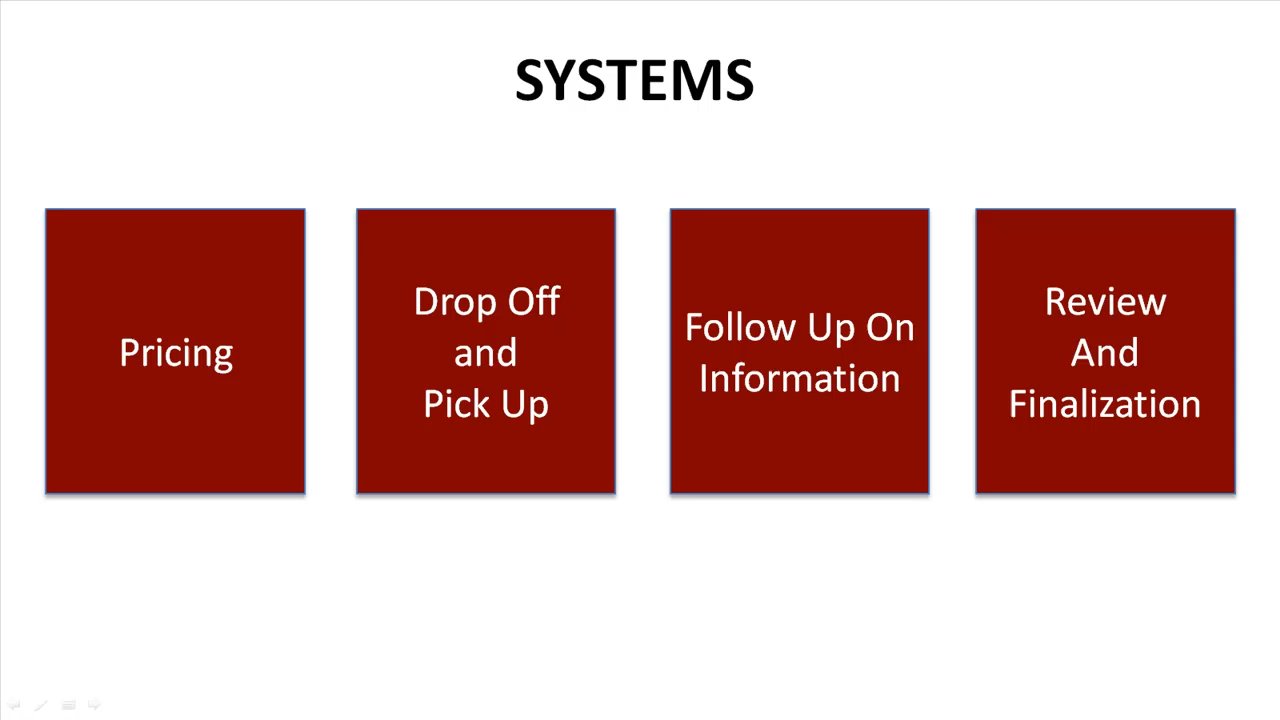 SYSTEMS
Pricing
Drop Off
and
Pick Up
Follow Up On
Information
Review
And
Finalization